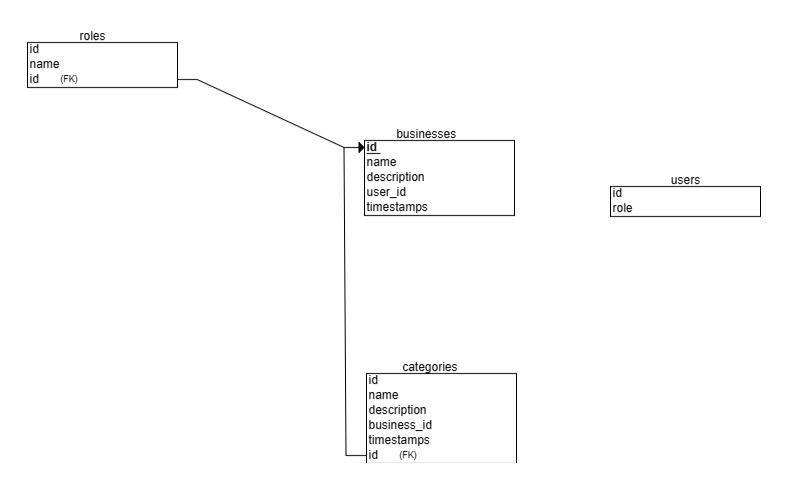 roles
id
name
id (FK)
businesses
id
name
description
user_id
timestamps
users
id
role
categories
id
name
description
business_id
timestamps
id (FK)